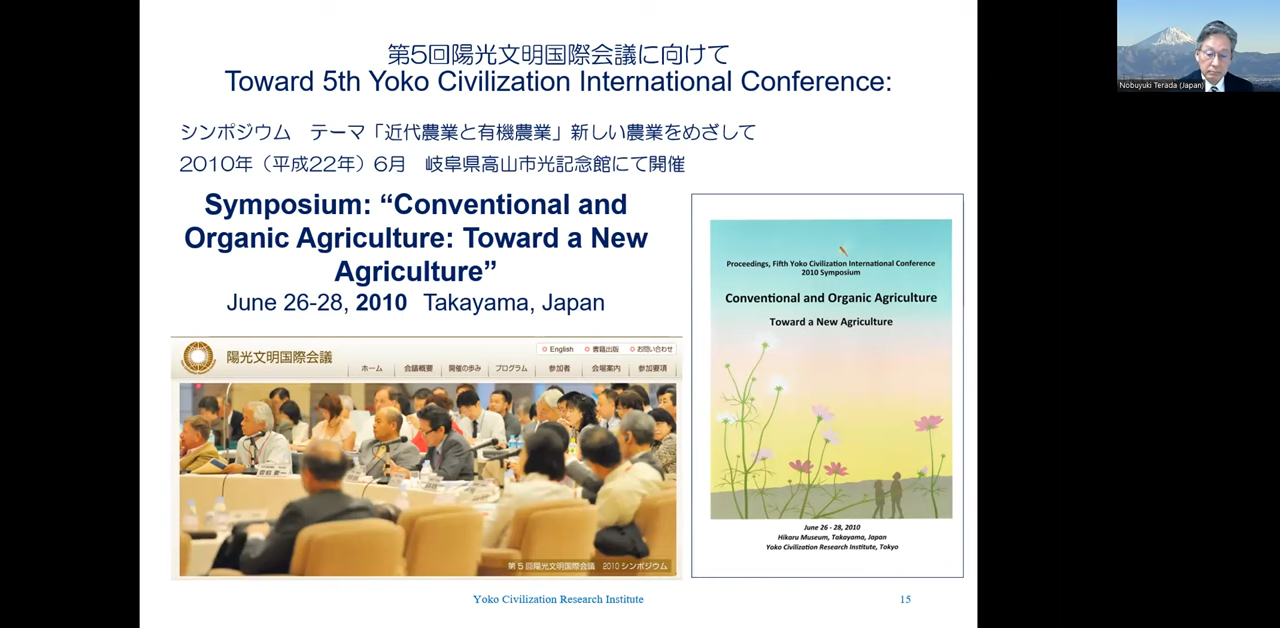 第5回陽光文明国際会議に向けて
Toward 5th Yoko Civilization International Conference:
シンポジウム テーマ「近代農業と有機農業」新しい農業をめざして
2010年（平成22年）6月 岐阜県高山市光記念館にて開催
Symposium: “Conventional and
Organic Agriculture: Toward a New
Agriculture”
June 26-28, 2010 Takayama, Japan
陽光文明国際会議
English 書籍出版 お問い合わせ
ホーム 会議概要 開催の歩み プログラム 参加者 会場案内 参加要項
第5回陽光文明国際会議 2010 シンポジウム
Proceedings, Fifth Yoko Civilization International Conference
2010 Symposium
Conventional and Organic Agriculture
Toward a New Agriculture
June 26 - 28, 2010
Hikaru Museum, Takayama, Japan
Yoko Civilization Research Institute, Tokyo
Yoko Civilization Research Institute
15
Nobuyuki Terada (Japan)